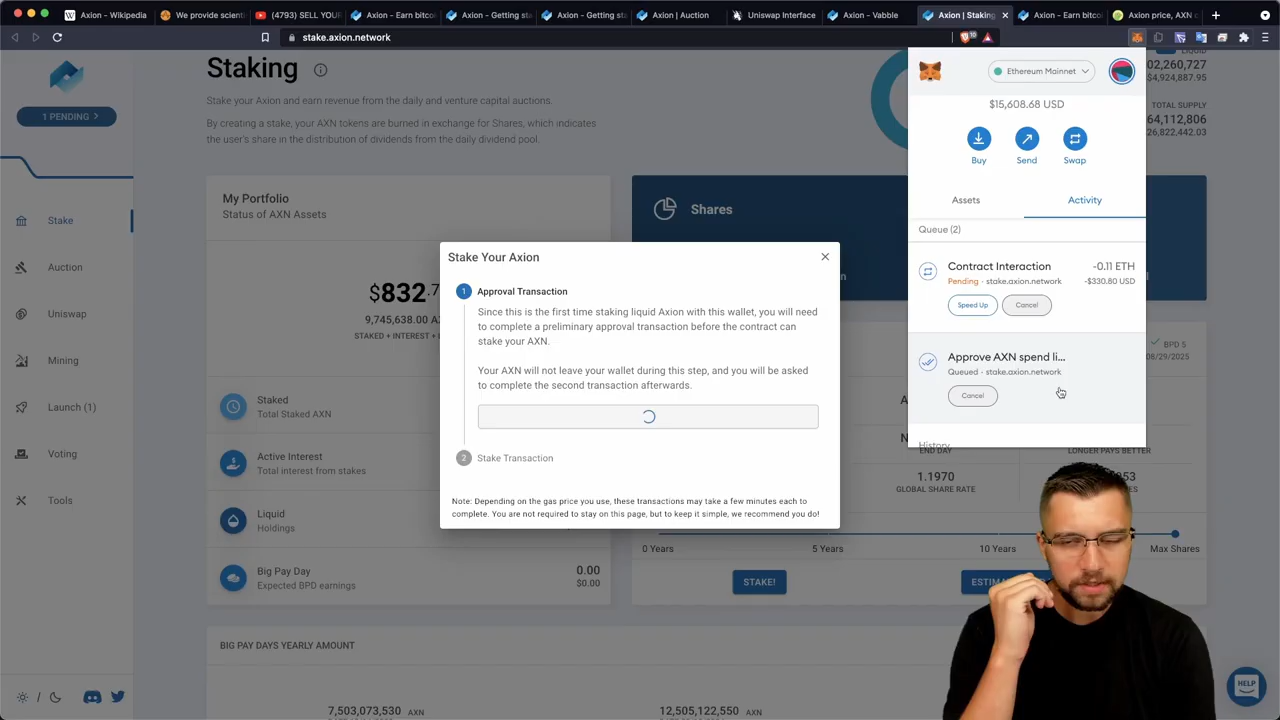 Axion - Wikipedia
We provide scient
(4793) SELL YOUR
Axion - Earn bitco
Axion - Getting sta
Axion - Getting sta
Axion | Auction
Uniswap Interface
Axion - Vabble
Axion | Staking
Axion - Earn bitco
Axion price, AXN c
stake.axion.network
10
1 PENDING
Stake
Auction
Uniswap
Mining
Launch (1)
Voting
Tools
Staking
Stake your Axion and earn revenue from the daily and venture capital auctions.
By creating a stake, your AXN tokens are burned in exchange for Shares, which indicates
the user's share in the distribution of dividends from the daily dividend pool.
My Portfolio
Status of AXN Assets
$832.7
9,745,638.00 A
STAKED + INTEREST +
Staked
Total Staked AXN
Active Interest
Total interest from stakes
Liquid
Holdings
Big Pay Day
Expected BPD earnings
0.00
$0.00
BIG PAY DAYS YEARLY AMOUNT
7,503,073,530 AXN
12,505,122,550 AXN
Shares
Stake Your Axion
1 Approval Transaction
Since this is the first time staking liquid Axion with this wallet, you will need
to complete a preliminary approval transaction before the contract can
stake your AXN.
Your AXN will not leave your wallet during this step, and you will be asked
to complete the second transaction afterwards.
2 Stake Transaction
Note: Depending on the gas price you use, these transactions may take a few minutes each to
complete. You are not required to stay on this page, but to keep it simple, we recommend you do!
Ethereum Mainnet
$15,608.68 USD
Buy
Send
Swap
Assets
Activity
Queue (2)
Contract Interaction
-0.11 ETH
Pending - stake.axion.network
-$330.80 USD
Speed Up
Cancel
Approve AXN spend li...
Queued - stake.axion.network
Cancel
History
02,260,727
$4,924,887.95
TOTAL SUPPLY
64,112,806
26,822,442.03
BPD 5
08/29/2025
END DAY
LONGER PAYS BETTER
1.1970
GLOBAL SHARE RATE
0 Years
5 Years
10 Years
Max Shares
STAKE!
HELP